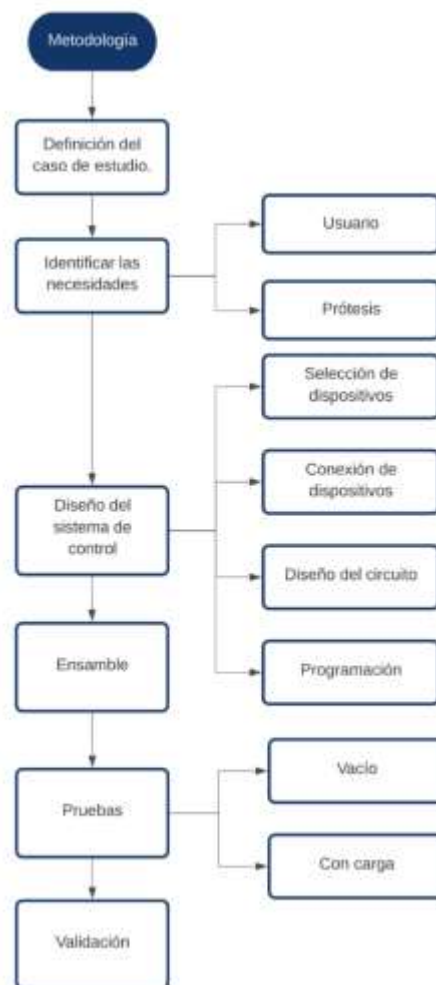 Metodología
Definición del
caso de estudio.
Identificar las
necesidades
Usuario
Prótesis
Diseño del
sistema de
control
Selección de
dispositivos
Conexión de
dispositivos
Diseño del circuito
Programación
Ensamble
Pruebas
Vacío
Con carga
Validación